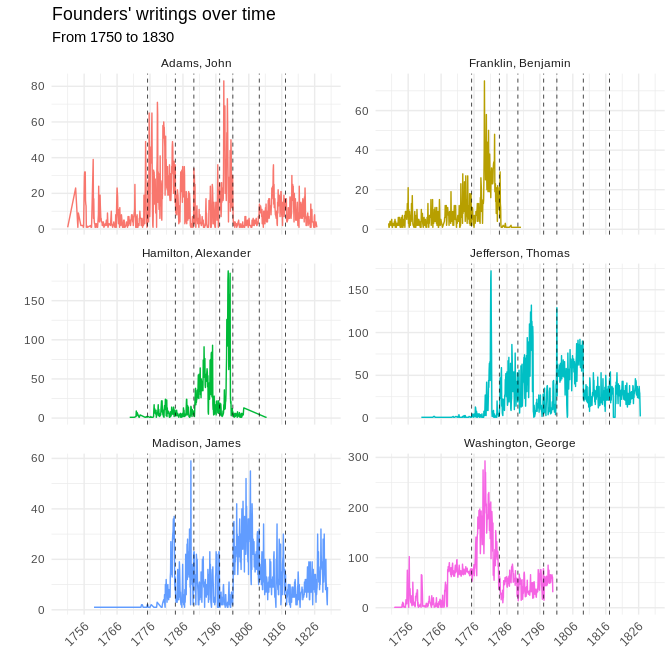 Founders' writings over time
From 1750 to 1830
Adams, John
Franklin, Benjamin
80
60
40
20
0
60
40
20
0
Hamilton, Alexander
Jefferson, Thomas
150
100
50
0
150
100
50
0
Madison, James
Washington, George
60
40
20
0
300
200
100
0
1756 1766 1776 1786 1796 1806 1816 1826
1756 1766 1776 1786 1796 1806 1816 1826